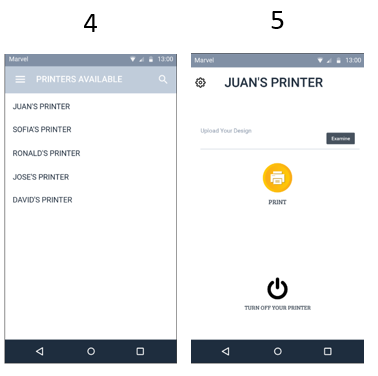 4
Marvel 13:00
PRINTERS AVAILABLE
JUAN'S PRINTER
SOFIA'S PRINTER
RONALD'S PRINTER
JOSE'S PRINTER
DAVID'S PRINTER
5
Marvel 13:00
JUAN'S PRINTER
Upload Your Design
Examine
PRINT
TURN OFF YOUR PRINTER